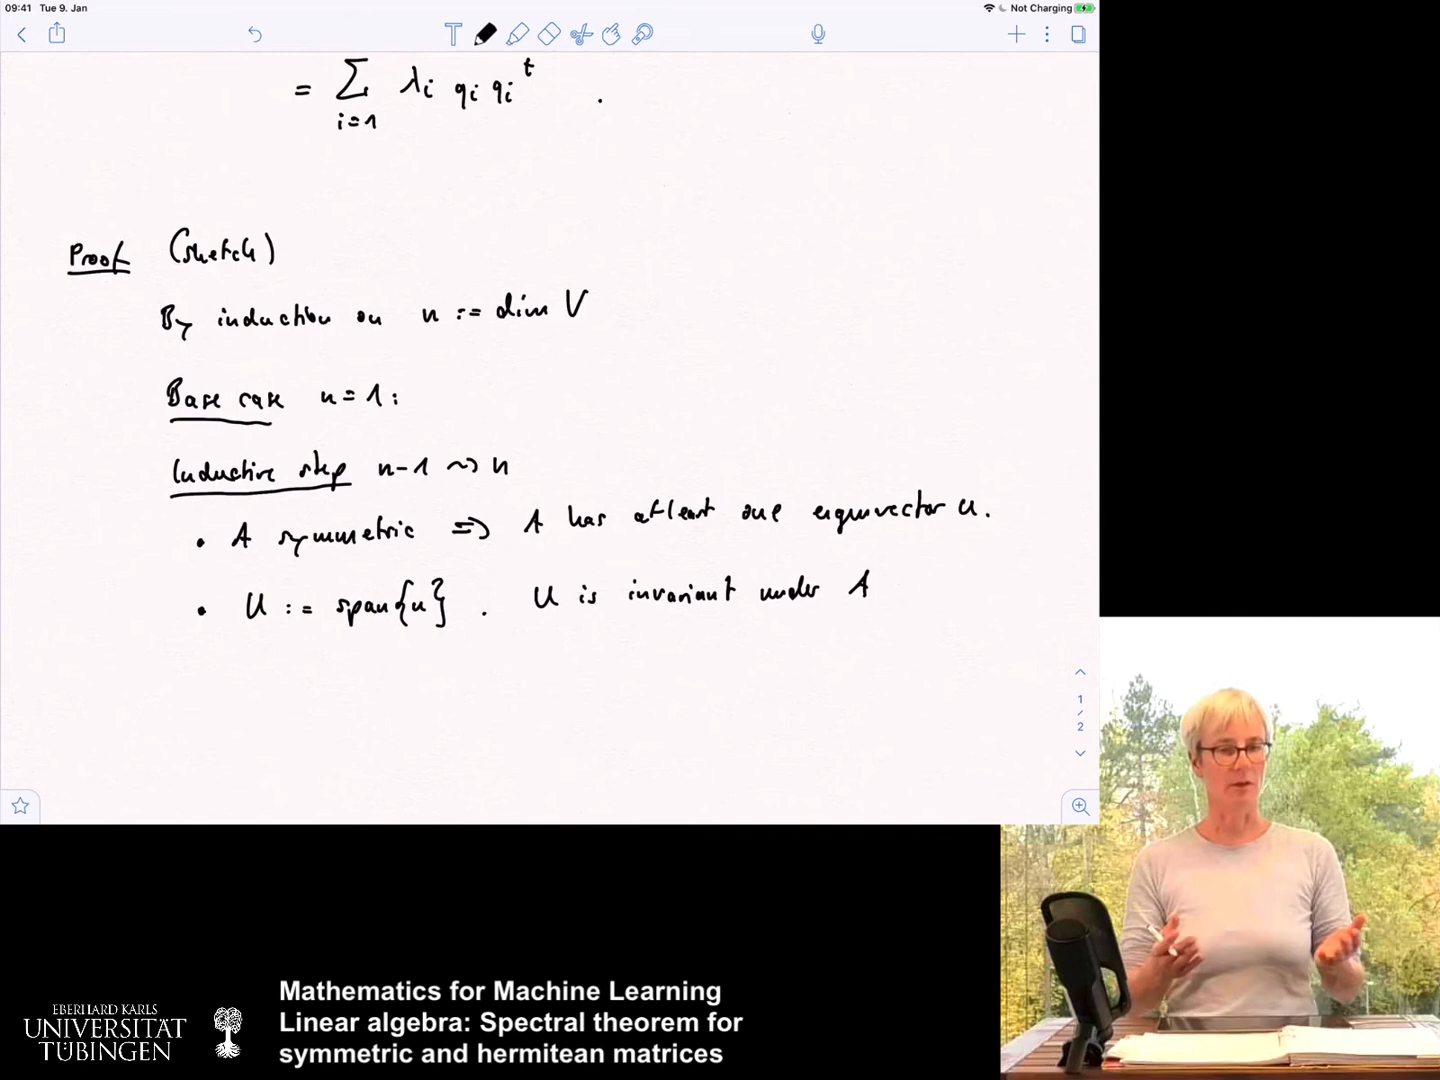 09:41 Tue 9. Jan
Not Charging
= ∑ λi qi qi^t .
i=1
Proof (sketch)
By induction on n := dim V
Base case n=1:
Inductive step n-1 ⤳ n
• A symmetric => A has at least one eigenvector u.
• U := span{u} . U is invariant under A
1
/
2
EBERHARD KARLS
UNIVERSITÄT
TÜBINGEN
Mathematics for Machine Learning
Linear algebra: Spectral theorem for
symmetric and hermitean matrices